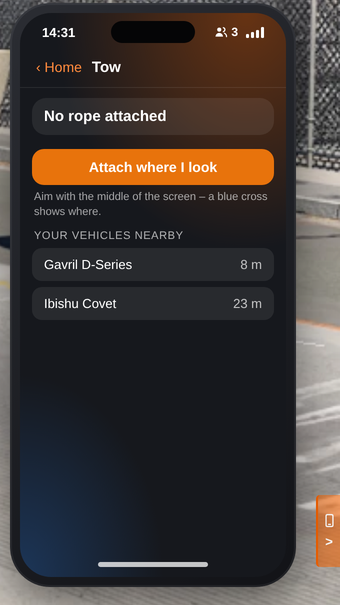 14:31
3
‹ Home Tow
No rope attached
Attach where I look
Aim with the middle of the screen – a blue cross
shows where.
YOUR VEHICLES NEARBY
Gavril D-Series 8 m
Ibishu Covet 23 m
>